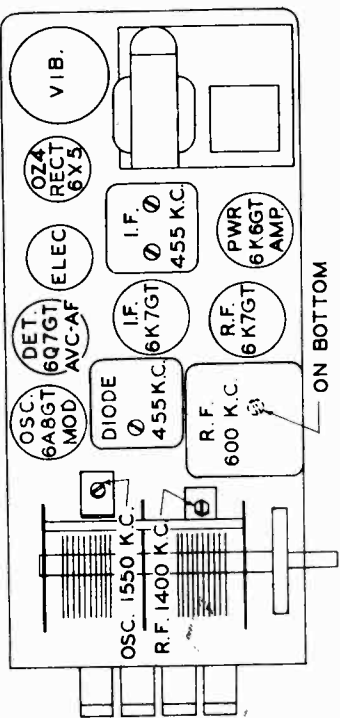 VIB.
OZ4
RECT
6X5
ELEC
DET.
6Q7GT
AVC-AF
OSC.
6A8GT
MOD
I.F.
455 K.C.
PWR
6K6GT
AMP.
I.F.
6K7GT
R.F.
6K7GT
DIODE
455K.C.
R.F.
600 K.C.
ON BOTTOM
OSC. 1550 K.C.
R.F. 1400 K.C.